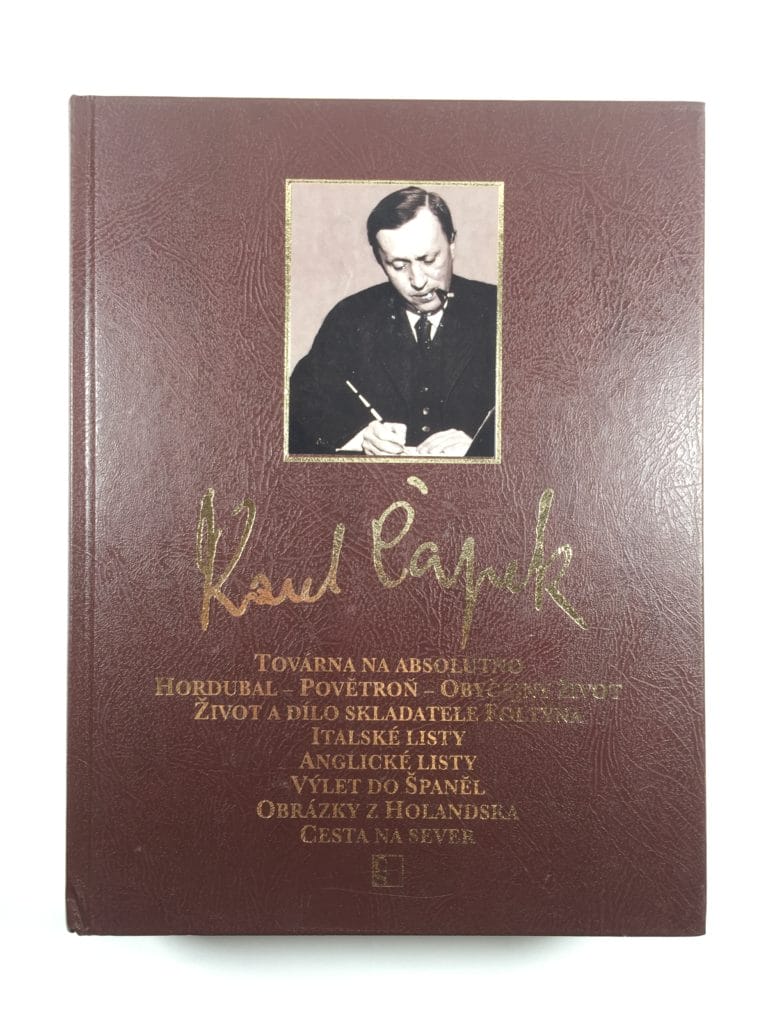 Karel Čapek
TOVÁRNA NA ABSOLUTNO
HORDUBAL – POVĚTROŇ – OBYČEJNÝ ŽIVOT
ŽIVOT A DÍLO SKLADATELE FOLTÝNA
ITALSKÉ LISTY
ANGLICKÉ LISTY
VÝLET DO ŠPANĚL
OBRÁZKY Z HOLANDSKA
CESTA NA SEVER